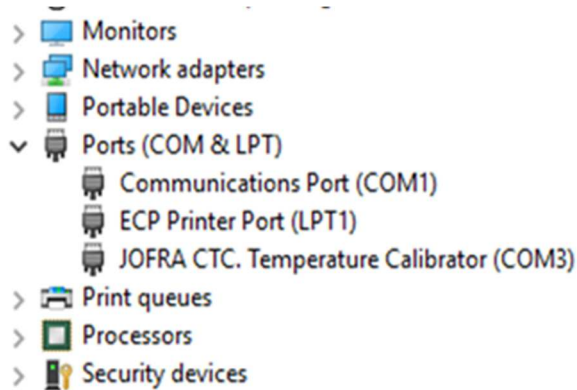 Monitors
Network adapters
Portable Devices
Ports (COM & LPT)
Communications Port (COM1)
ECP Printer Port (LPT1)
JOFRA CTC. Temperature Calibrator (COM3)
Print queues
Processors
Security devices